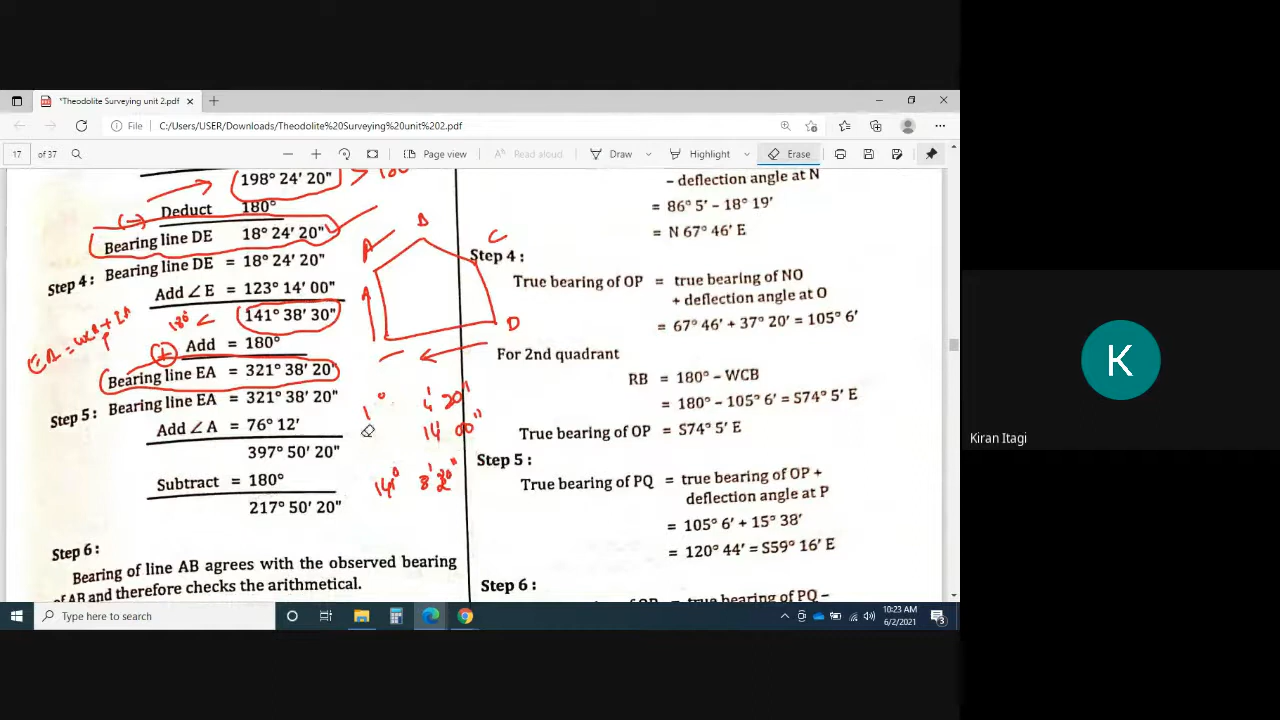 "Theodolite Surveying unit 2.pdf
File
C:/Users/USER/Downloads/Theodolite%20Surveying%20unit%202.pdf
17 of 37
Page view
Read aloud
Draw
Highlight
Erase
198° 24′ 20″
Deduct 180°
Bearing line DE 18° 24′ 20″
Step 4 : Bearing line DE = 18° 24′ 20″
Add ∠E = 123° 14′ 00″
141° 38′ 30″
180° <
Add = 180°
Bearing line EA = 321° 38′ 20″
Step 5 : Bearing line EA = 321° 38′ 20″
Add ∠A = 76° 12′
397° 50′ 20″
Subtract = 180°
217° 50′ 20″
Step 6 :
Bearing of line AB agrees with the observed bearing
of AB and therefore checks the arithmetical.
A
B
C
A
D
14′ 00″
– deflection angle at N
= 86° 5′ – 18° 19′
= N 67° 46′ E
Step 4 :
True bearing of OP = true bearing of NO
+ deflection angle at O
= 67° 46′ + 37° 20′ = 105° 6′
For 2nd quadrant
RB = 180° – WCB
= 180° – 105° 6′ = S74° 5′ E
True bearing of OP = S74° 5′ E
Step 5 :
True bearing of PQ = true bearing of OP +
deflection angle at P
= 105° 6′ + 15° 38′
= 120° 44′ = S59° 16′ E
Step 6 :
= true bearing of PQ –
K
Kiran Itagi
Type here to search
10:23 AM
6/2/2021
3